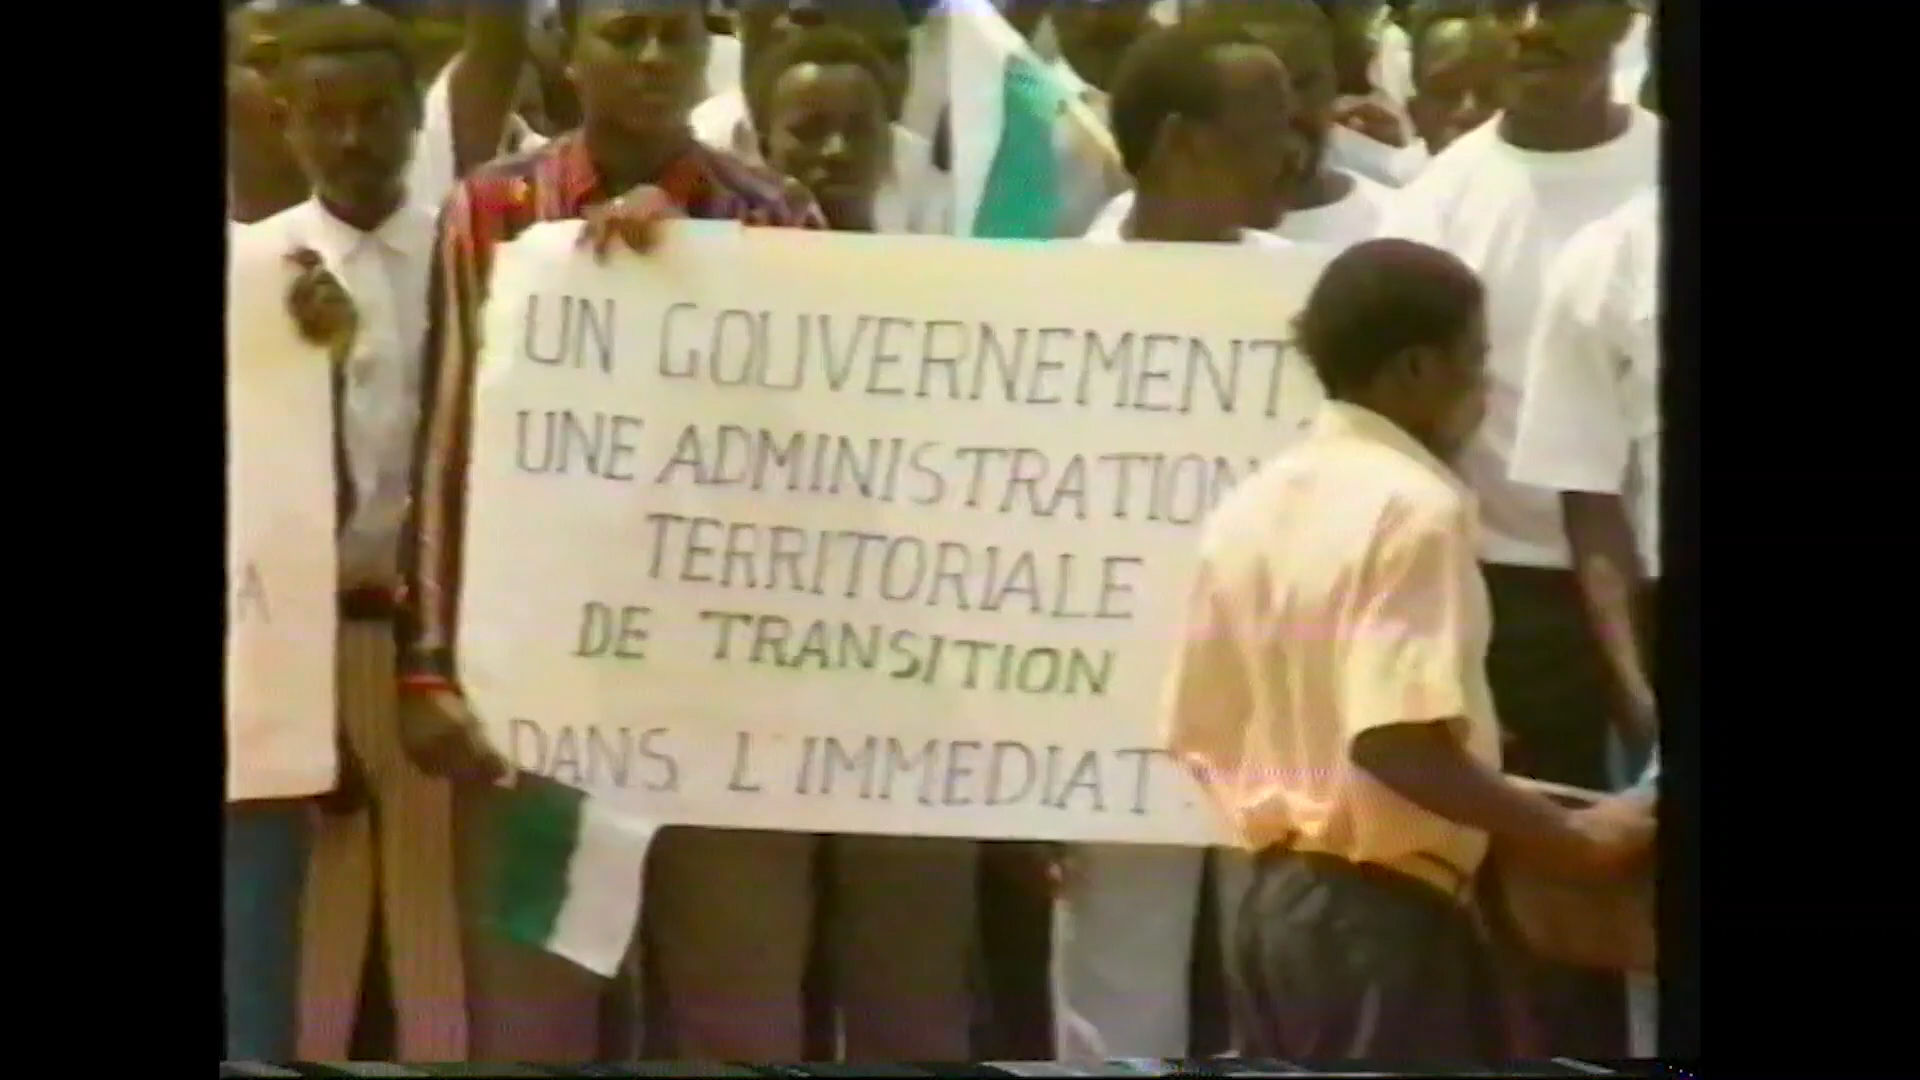 UN GOUVERNEMENT,
UNE ADMINISTRATION
TERRITORIALE
DE TRANSITION
DANS L'IMMEDIAT.
A